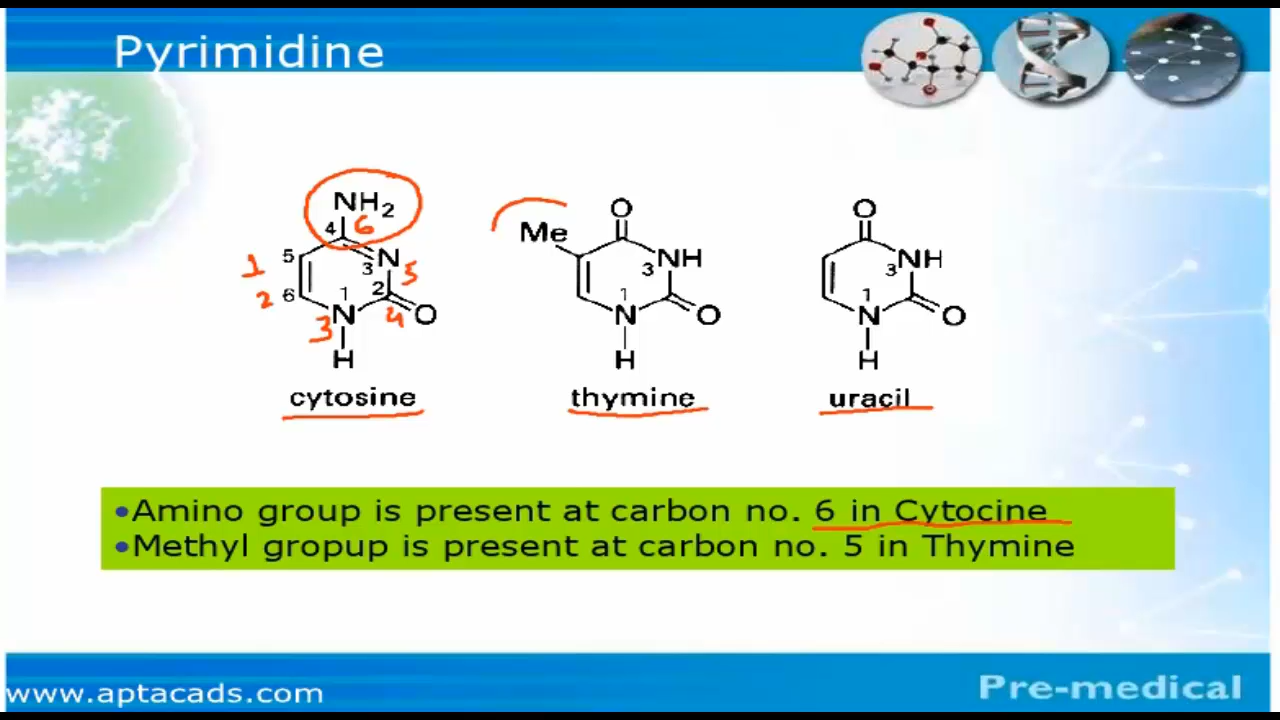 Pyrimidine
NH2
4 6
5 3 N 5
1
2 6 1 2
3 N 4 O
H
cytosine
O
Me
3 NH
1
N O
H
thymine
O
3 NH
1
N O
H
uracil
•Amino group is present at carbon no. 6 in Cytocine
•Methyl gropup is present at carbon no. 5 in Thymine
www.aptacads.com
Pre-medical